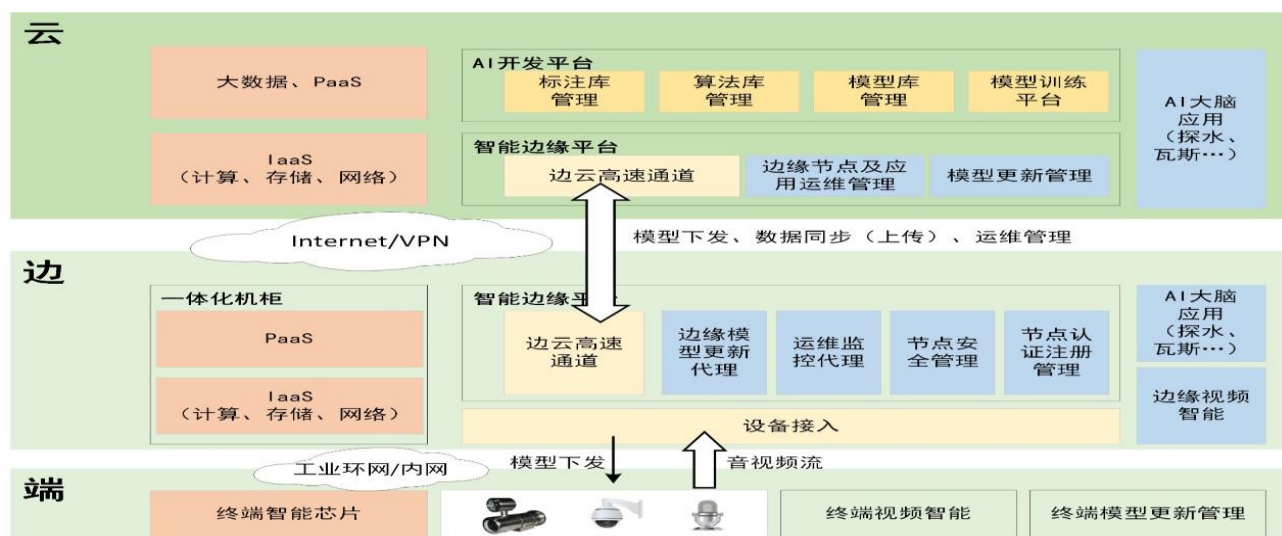 云
大数据、PaaS
IaaS
（计算、存储、网络）
AI开发平台
标注库
管理
算法库
管理
模型库
管理
模型训练
平台
智能边缘平台
边云高速通道
边缘节点及应
用运维管理
模型更新管理
AI大脑
应用
（探水、
瓦斯…）
Internet/VPN
模型下发、数据同步（上传）、运维管理
边
一体化机柜
PaaS
IaaS
（计算、存储、网络）
智能边缘平台
边云高速
通道
边缘模
型更新
代理
运维监
控代理
节点安
全管理
节点认
证注册
管理
设备接入
AI大脑
应用
（探水、
瓦斯…）
边缘视频
智能
工业环网/内网
模型下发
音视频流
端
终端智能芯片
终端视频智能
终端模型更新管理